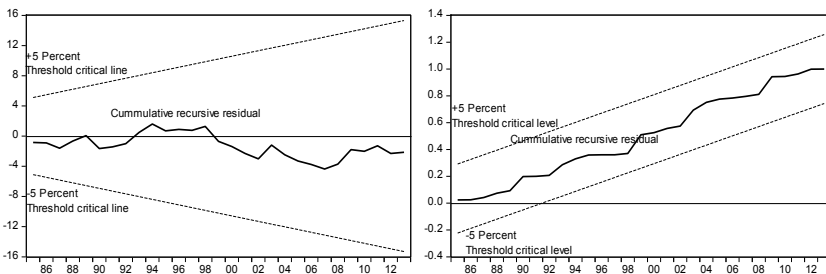 16
12
8
4
0
-4
-8
-12
-16
+5 Percent
Threshold critical line
Cummulative recursive residual
-5 Percent
Threshold critical line
86 88 90 92 94 96 98 00 02 04 06 08 10 12
1.4
1.2
1.0
0.8
0.6
0.4
0.2
0.0
-0.2
-0.4
+5 Percent
Threshold critical level
Cummulative recursive residual
-5 Percent
Threshold critical level
86 88 90 92 94 96 98 00 02 04 06 08 10 12